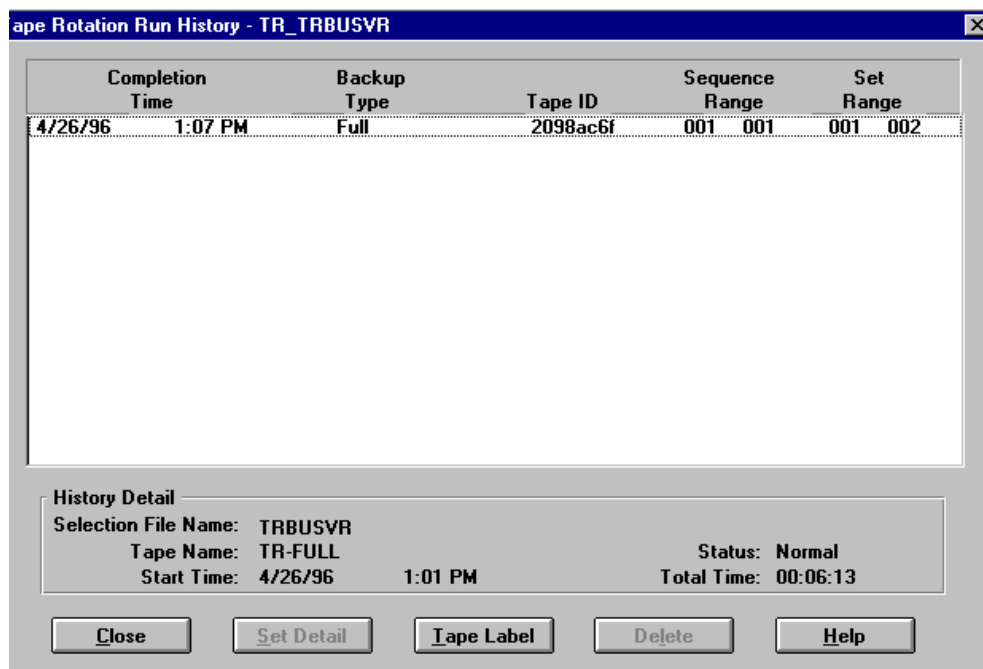 ape Rotation Run History - TR_TRBUSVR
Completion Time Backup Type Tape ID Sequence Range Set Range
4/26/96 1:07 PM Full 2098ac6f 001 001 001 002
History Detail
Selection File Name: TRBUSVR
Tape Name: TR-FULL Status: Normal
Start Time: 4/26/96 1:01 PM Total Time: 00:06:13
Close Set Detail Tape Label Delete Help